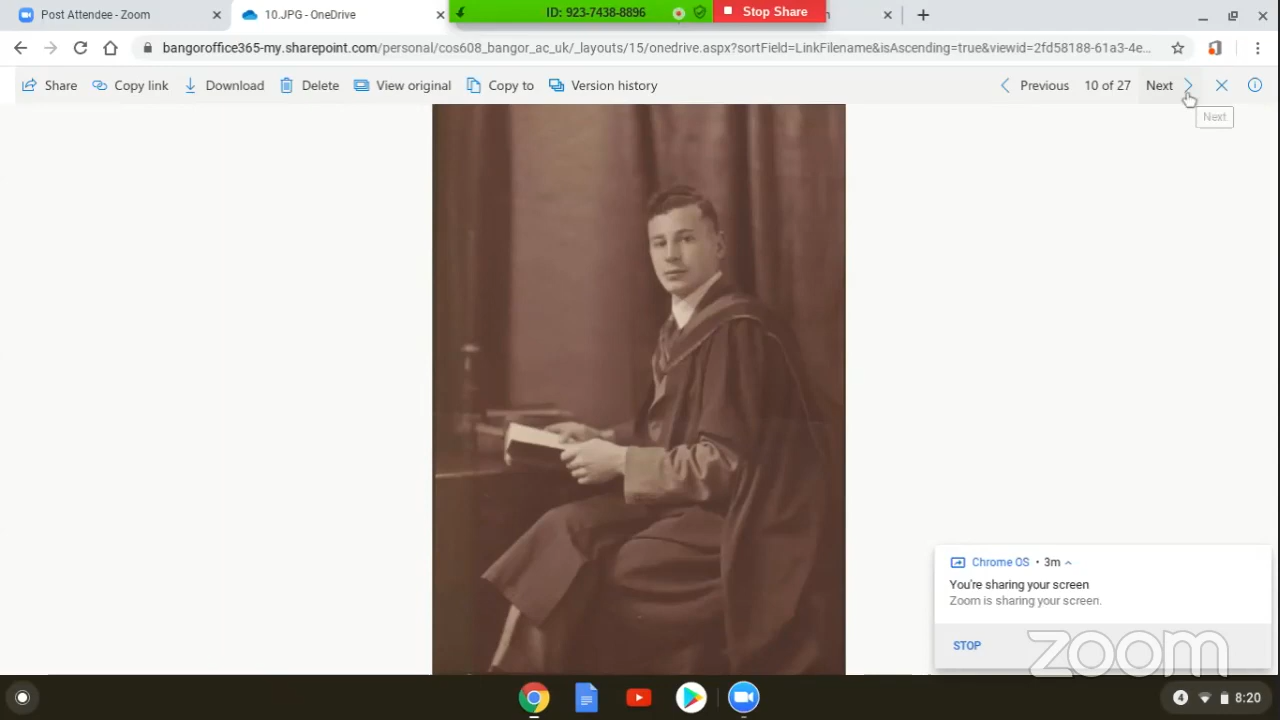 Post Attendee - Zoom
10.JPG - OneDrive
ID: 923-7438-8896
Stop Share
bangoroffice365-my.sharepoint.com/personal/cos608_bangor_ac_uk/_layouts/15/onedrive.aspx?sortField=LinkFilename&isAscending=true&viewid=2fd58188-61a3-4e...
Share
Copy link
Download
Delete
View original
Copy to
Version history
Previous
10 of 27
Next
Next
Chrome OS • 3m
You're sharing your screen
Zoom is sharing your screen.
STOP
zoom
4
8:20